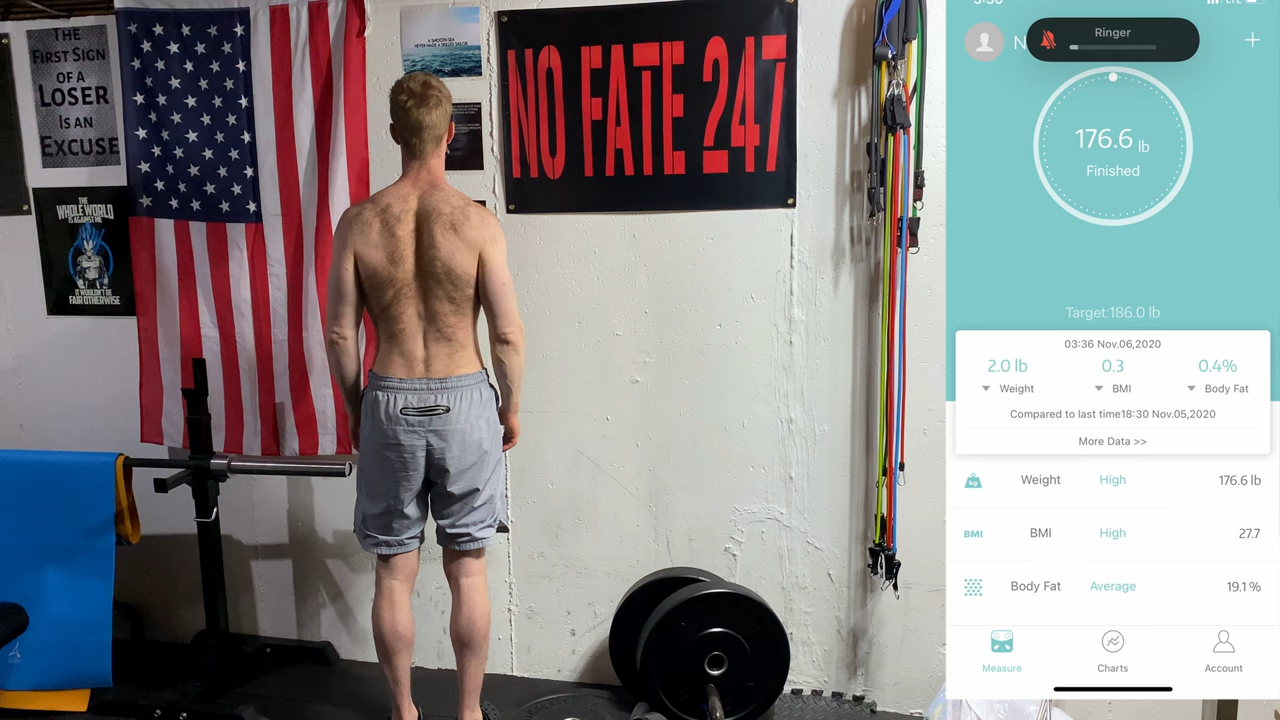 THE
FIRST SIGN
OF A
LOSER
IS AN
EXCUSE
THE
WHOLE WORLD
IS AGAINST ME
IT WOULDN'T BE
FAIR OTHERWISE
A SMOOTH SEA
NEVER MADE A SKILLED SAILOR
NO FATE 247
N
Ringer
176.6 lb
Finished
Target:186.0 lb
03:36 Nov.06,2020
2.0 lb 0.3 0.4%
Weight BMI Body Fat
Compared to last time18:30 Nov.05,2020
More Data >>
Weight High 176.6 lb
BMI BMI High 27.7
Body Fat Average 19.1%
Measure Charts Account